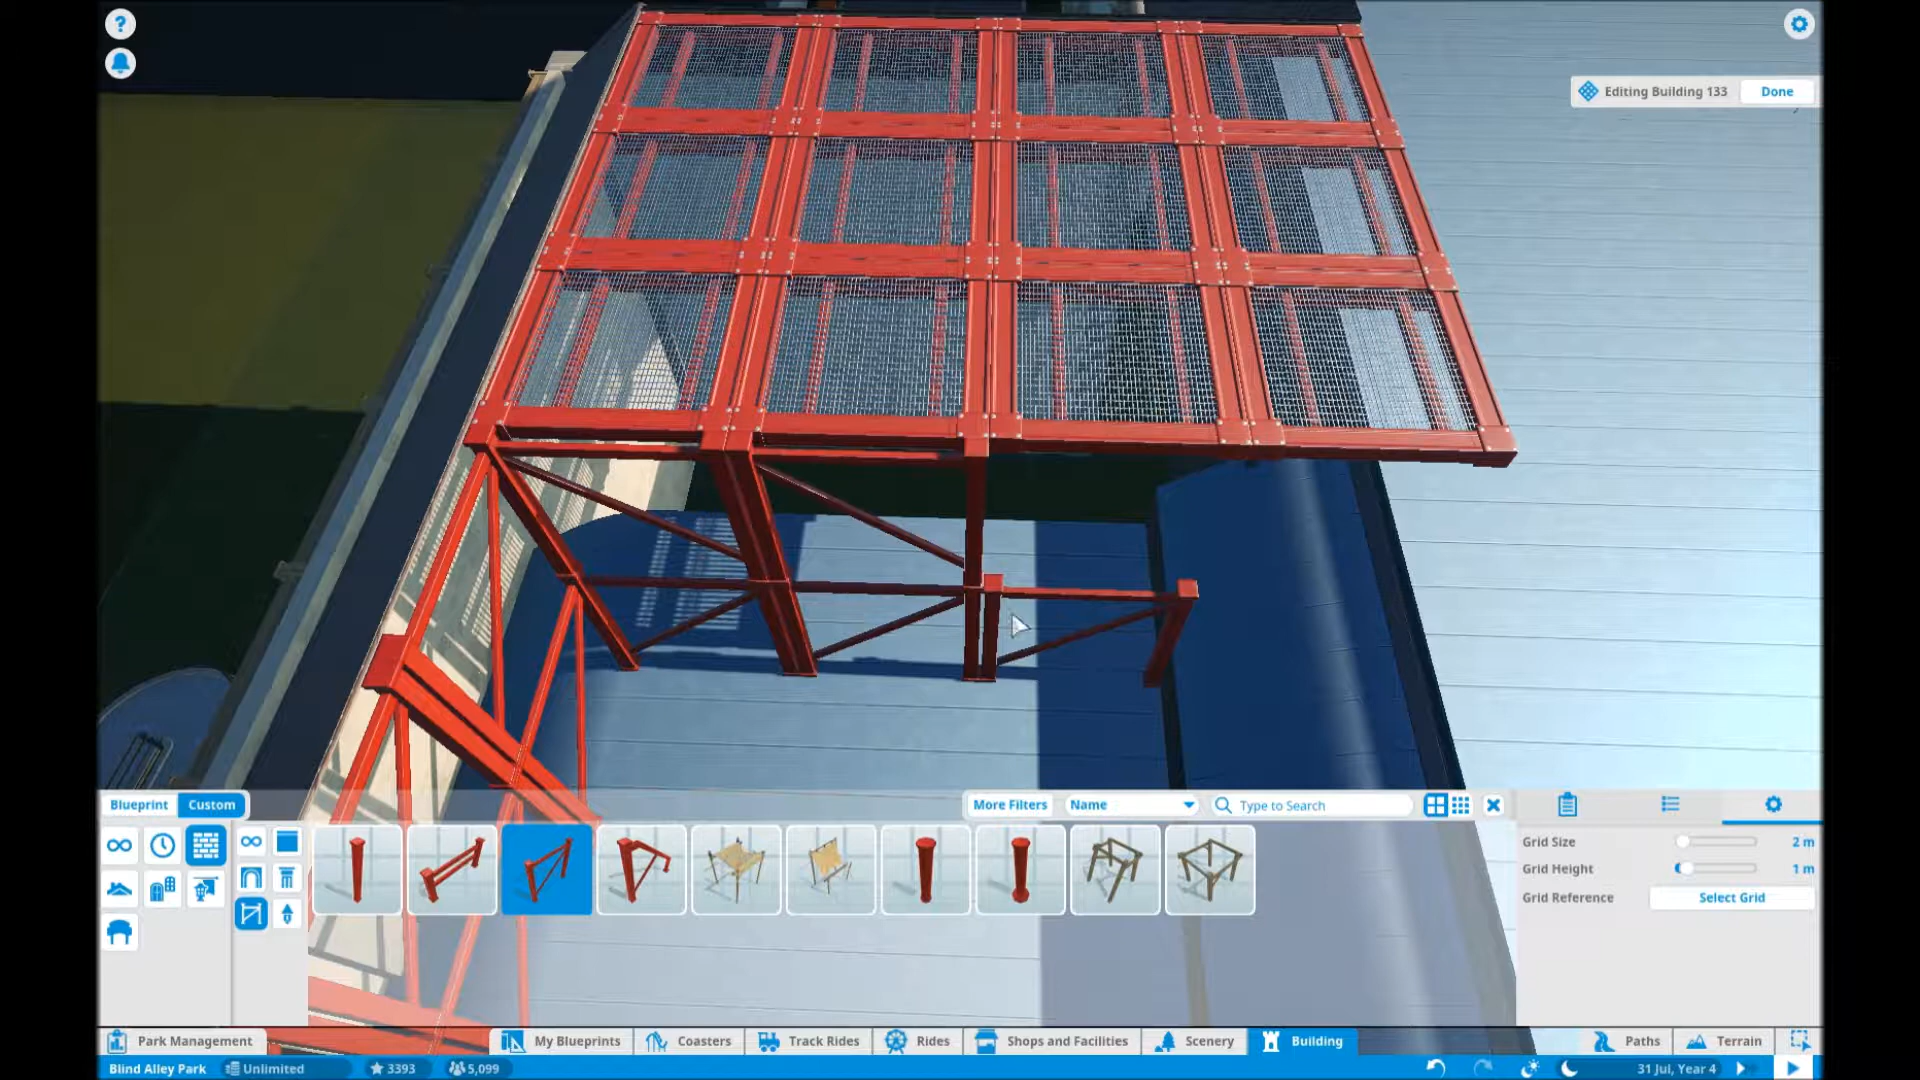 ?
Editing Building 133
Done
Blueprint
Custom
More Filters
Name
Type to Search
Grid Size
2 m
Grid Height
1 m
Grid Reference
Select Grid
Park Management
My Blueprints
Coasters
Track Rides
Rides
Shops and Facilities
Scenery
Building
Paths
Terrain
Blind Alley Park
Unlimited
3393
5,099
31 Jul, Year 4